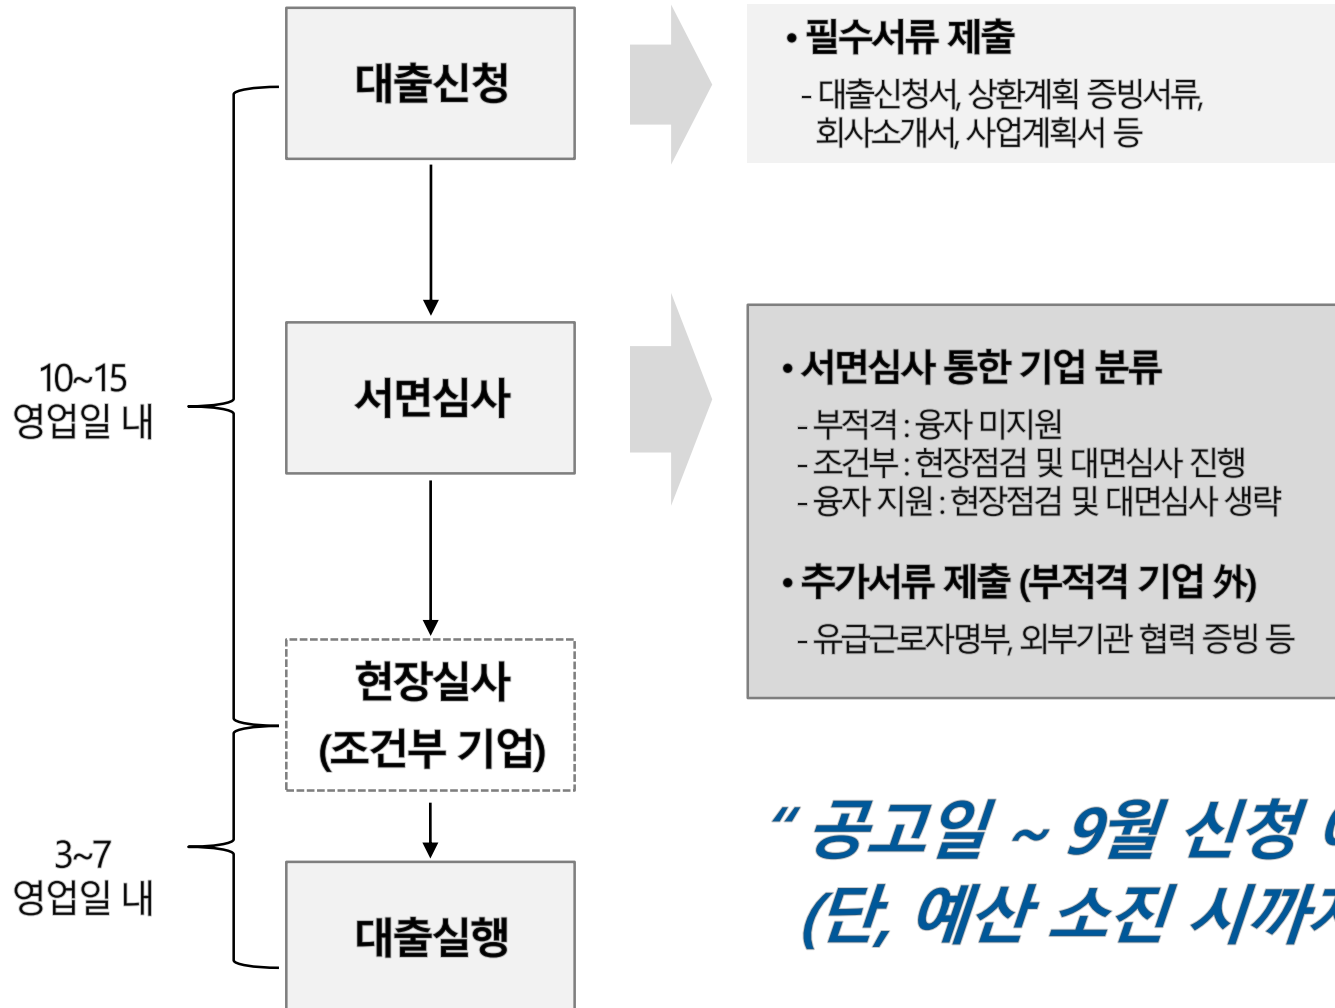 대출신청
• 필수서류 제출
- 대출신청서, 상환계획 증빙서류,
회사소개서, 사업계획서 등
10~15
영업일 내
서면심사
• 서면심사 통한 기업 분류
- 부적격 : 융자 미지원
- 조건부 : 현장점검 및 대면심사 진행
- 융자 지원 : 현장점검 및 대면심사 생략
• 추가서류 제출 (부적격 기업 外)
- 유급근로자명부, 외부기관 협력 증빙 등
현장실사
(조건부 기업)
3~7
영업일 내
대출실행
“ 공고일 ~ 9월 신청
(단, 예산 소진 시까지